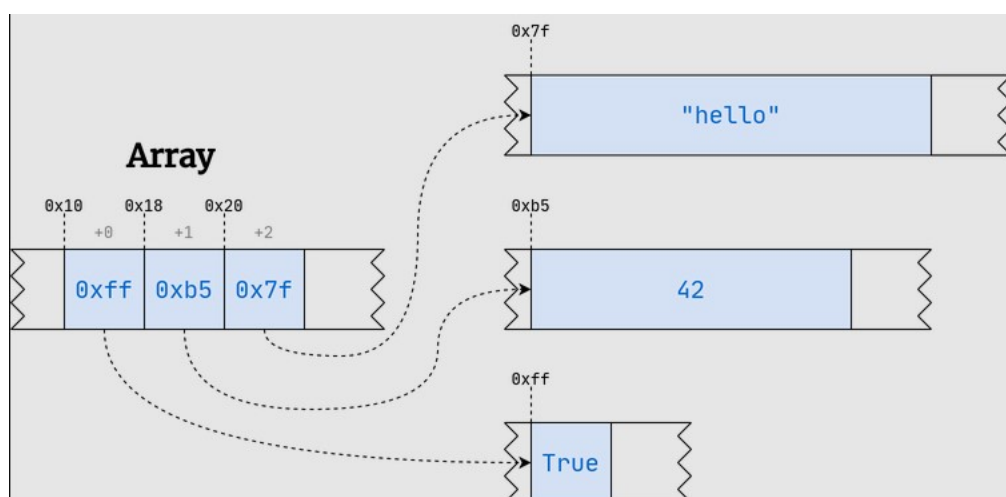 0x7f
"hello"
Array
0x10 0x18 0x20
0xb5
+0 +1 +2
0xff 0xb5 0x7f
42
0xff
True